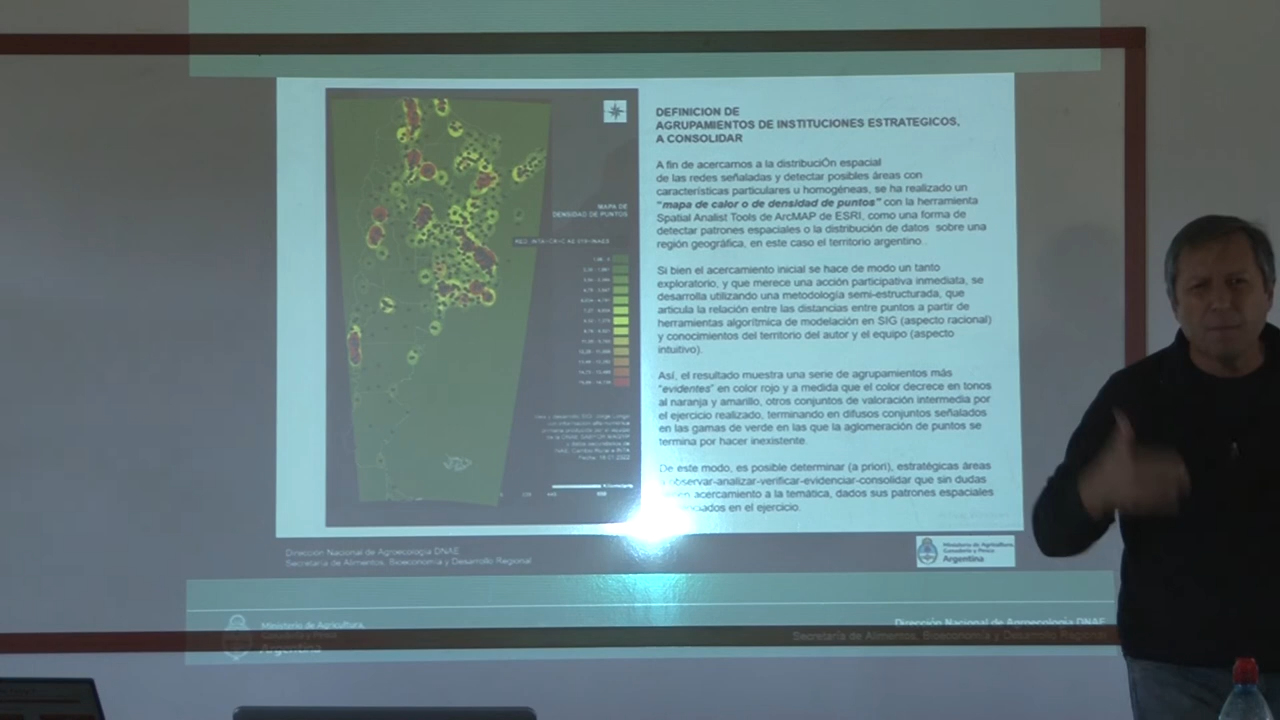 DEFINICION DE
AGRUPAMIENTOS DE INSTITUCIONES ESTRATEGICOS,
A CONSOLIDAR
A fin de acercarnos a la distribuciÓn espacial
de las redes señaladas y detectar posibles áreas con
características particulares u homogéneas, se ha realizado un
"mapa de calor o de densidad de puntos" con la herramienta
Spatial Analist Tools de ArcMAP de ESRI, como una forma de
detectar patrones espaciales o la distribución de datos sobre una
región geográfica, en este caso el territorio argentino.
Si bien el acercamiento inicial se hace de modo un tanto
exploratorio, y que merece una acción participativa inmediata, se
desarrolla utilizando una metodología semi-estructurada, que
articula la relación entre las distancias entre puntos a partir de
herramientas algorítmica de modelación en SIG (aspecto racional)
y conocimientos del territorio del autor y el equipo (aspecto
intuitivo).
Así, el resultado muestra una serie de agrupamientos más
"evidentes" en color rojo y a medida que el color decrece en tonos
al naranja y amarillo, otros conjuntos de valoración intermedia por
el ejercicio realizado, terminando en difusos conjuntos señalados
en las gamas de verde en las que la aglomeración de puntos se
termina por hacer inexistente.
De este modo, es posible determinar (a priori), estratégicas áreas
observar-analizar-verificar-evidenciar-consolidar que sin dudas
acercamiento a la temática, dados sus patrones espaciales
en el ejercicio.
MAPA DE
DENSIDAD DE PUNTOS
Dirección Nacional de Agroecología DNAE
Secretaría de Alimentos, Bioeconomía y Desarrollo Regional
Ministerio de Agricultura,
Ganadería y Pesca
Argentina
Ministerio de Agricultura,
Ganadería y Pesca
Argentina
Dirección Nacional de Agroecología DNAE
Secretaría de Alimentos, Bioeconomía y Desarrollo Regional